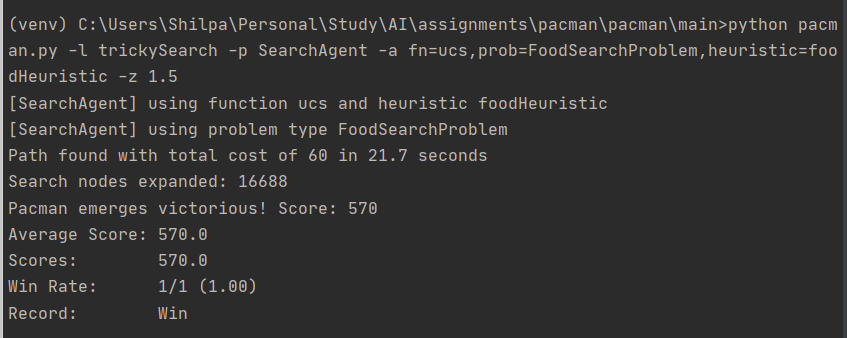 (venv) C:\Users\Shilpa\Personal\Study\AI\assignments\pacman\pacman\main>python pacm
an.py -l trickySearch -p SearchAgent -a fn=ucs,prob=FoodSearchProblem,heuristic=foo
dHeuristic -z 1.5
[SearchAgent] using function ucs and heuristic foodHeuristic
[SearchAgent] using problem type FoodSearchProblem
Path found with total cost of 60 in 21.7 seconds
Search nodes expanded: 16688
Pacman emerges victorious! Score: 570
Average Score: 570.0
Scores:        570.0
Win Rate:      1/1 (1.00)
Record:        Win